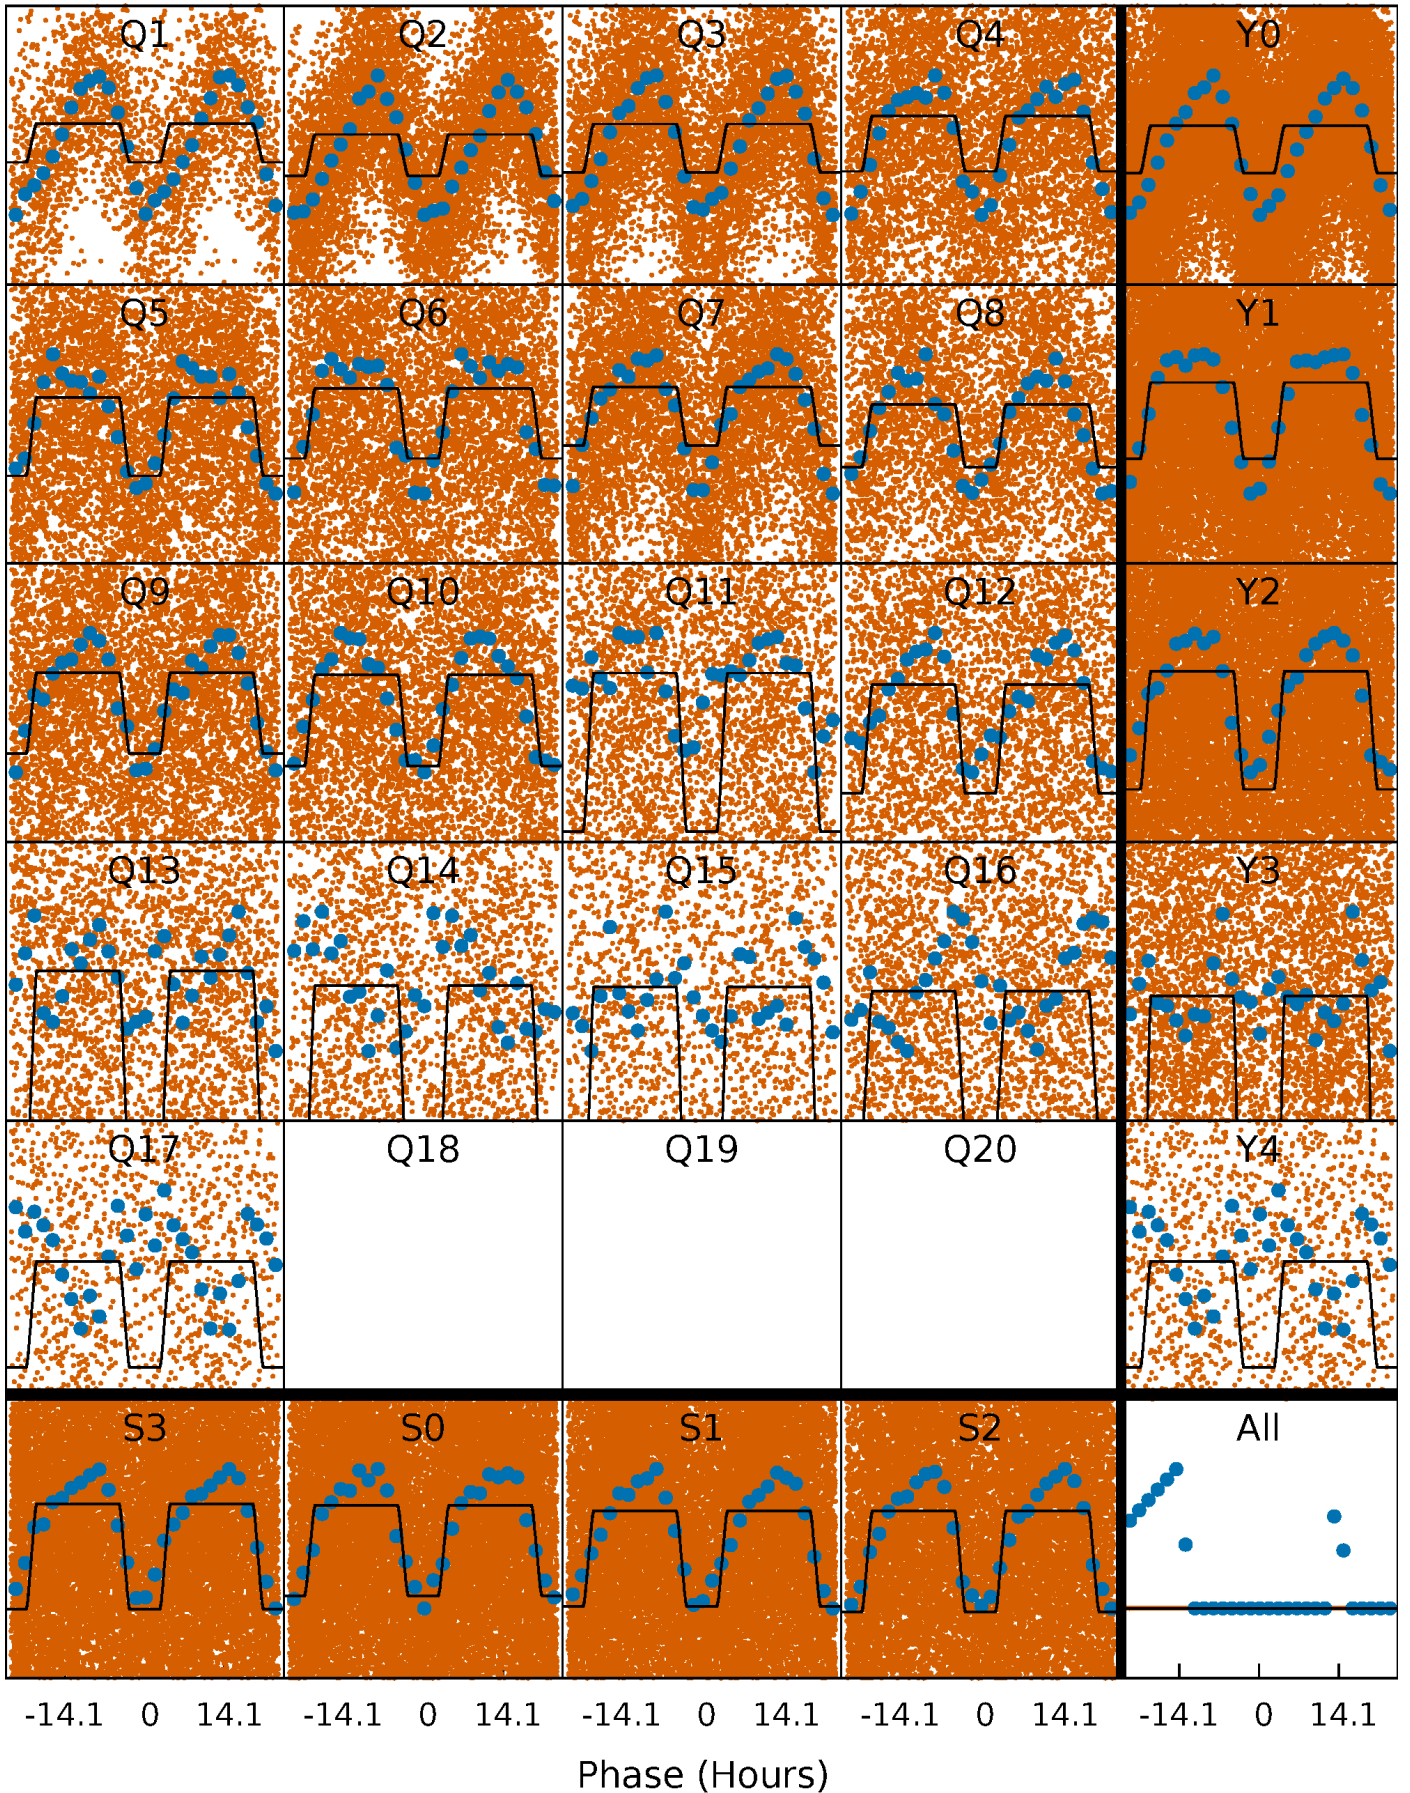 Q1 Q2 Q3 Q4 Y0
Q5 Q6 Q7 Q8 Y1
Q9 Q10 Q11 Q12 Y2
Q13 Q14 Q15 Q16 Y3
Q17 Q18 Q19 Q20 Y4
S3 S0 S1 S2 All
-14.1 0 14.1 -14.1 0 14.1 -14.1 0 14.1 -14.1 0 14.1 -14.1 0 14.1
Phase (Hours)